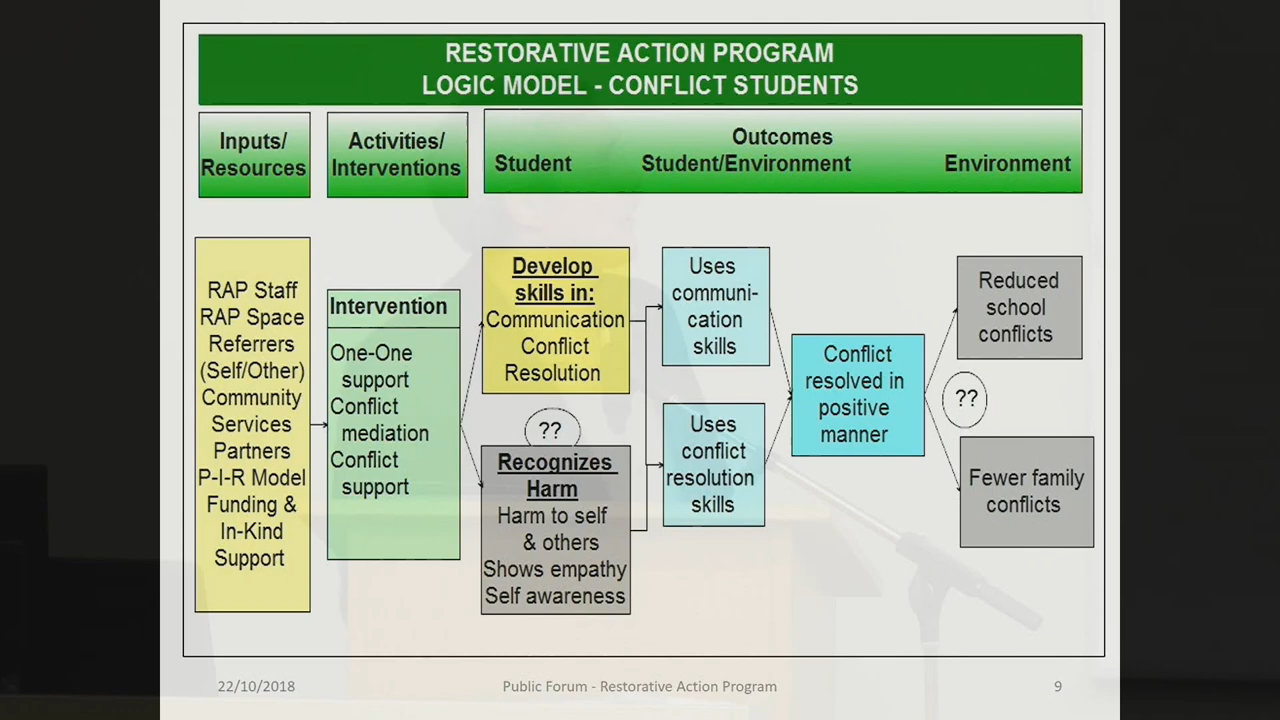 RESTORATIVE ACTION PROGRAM
LOGIC MODEL - CONFLICT STUDENTS
Inputs/
Resources
Activities/
Interventions
Outcomes
Student
Student/Environment
Environment
RAP Staff
RAP Space
Referrers
(Self/Other)
Community
Services
Partners
P-I-R Model
Funding &
In-Kind
Support
Intervention
One-One
support
Conflict
mediation
Conflict
support
Develop
skills in:
Communication
Conflict
Resolution
??
Recognizes
Harm
Harm to self
& others
Shows empathy
Self awareness
Uses
communi-
cation
skills
Uses
conflict
resolution
skills
Conflict
resolved in
positive
manner
Reduced
school
conflicts
??
Fewer family
conflicts
22/10/2018
Public Forum - Restorative Action Program
9